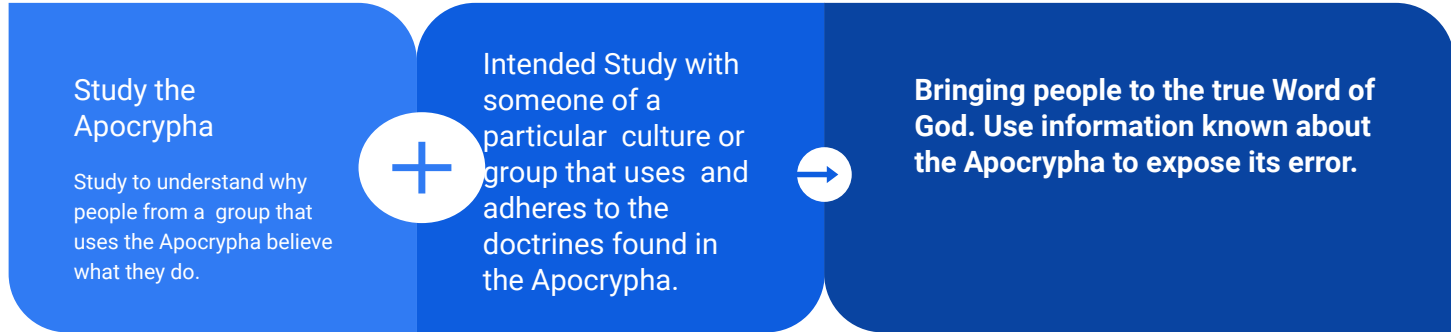 Study the
Apocrypha
Study to understand why
people from a  group that
uses the Apocrypha believe
what they do.
Intended Study with
someone of a
particular  culture or
group that uses  and
adheres to the
doctrines found in
the Apocrypha.
Bringing people to the true Word of
God. Use information known about
the Apocrypha to expose its error.